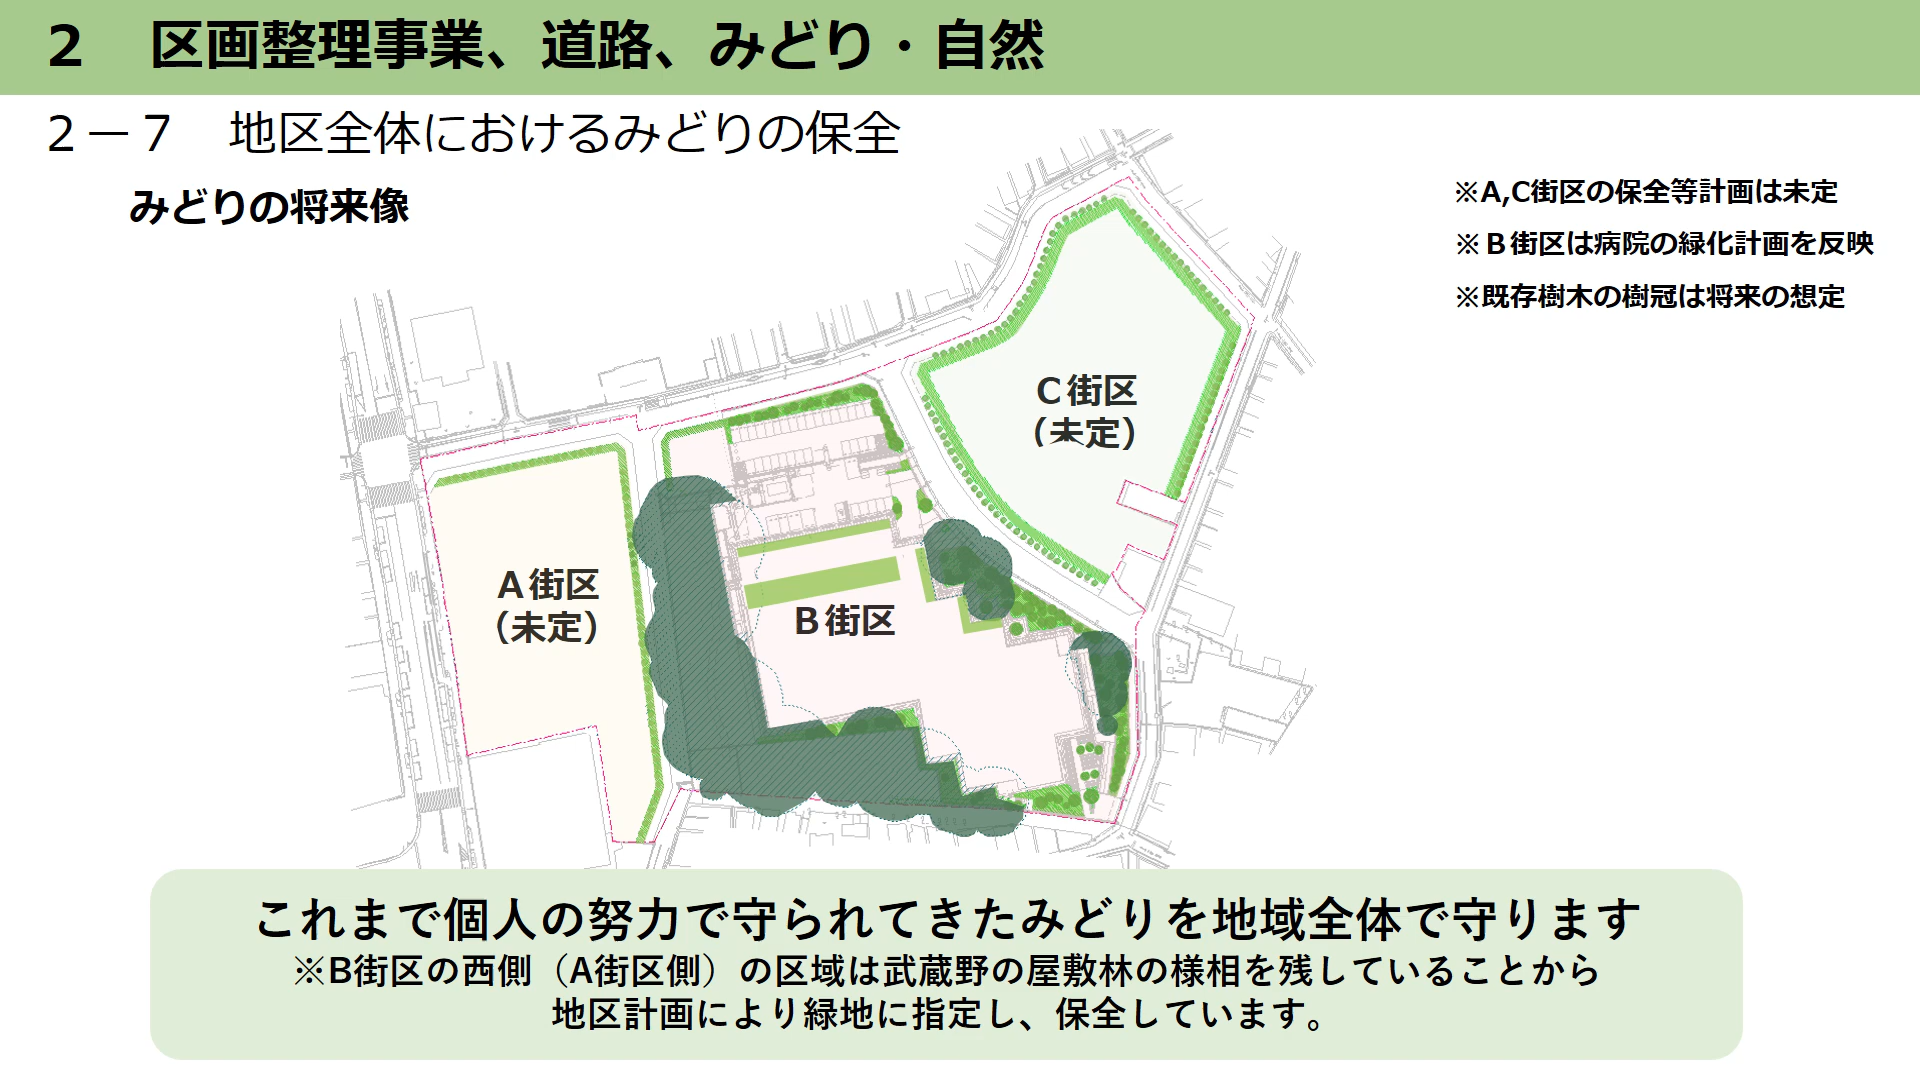 ２　区画整理事業、道路、みどり・自然
２－７　地区全体におけるみどりの保全
みどりの将来像
※A,C街区の保全等計画は未定
※Ｂ街区は病院の緑化計画を反映
※既存樹木の樹冠は将来の想定
Ｃ街区
（未定）
Ａ街区
（未定）
Ｂ街区
これまで個人の努力で守られてきたみどりを地域全体で守ります
※B街区の西側（A街区側）の区域は武蔵野の屋敷林の様相を残していることから
地区計画により緑地に指定し、保全しています。